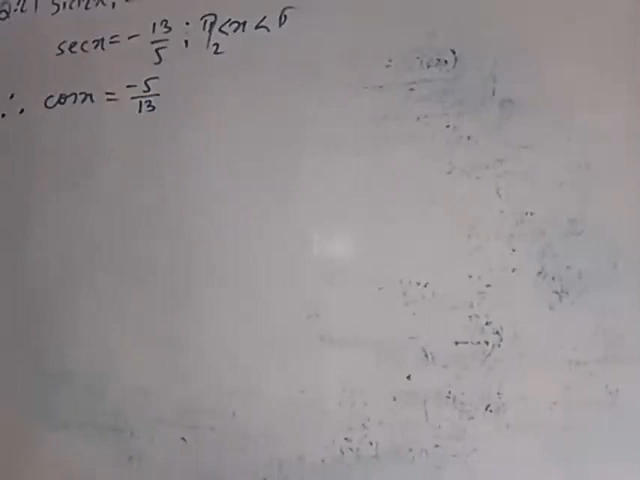 secx = - 13/5 ; π/2 < x < π
∴ cosx = -5/13